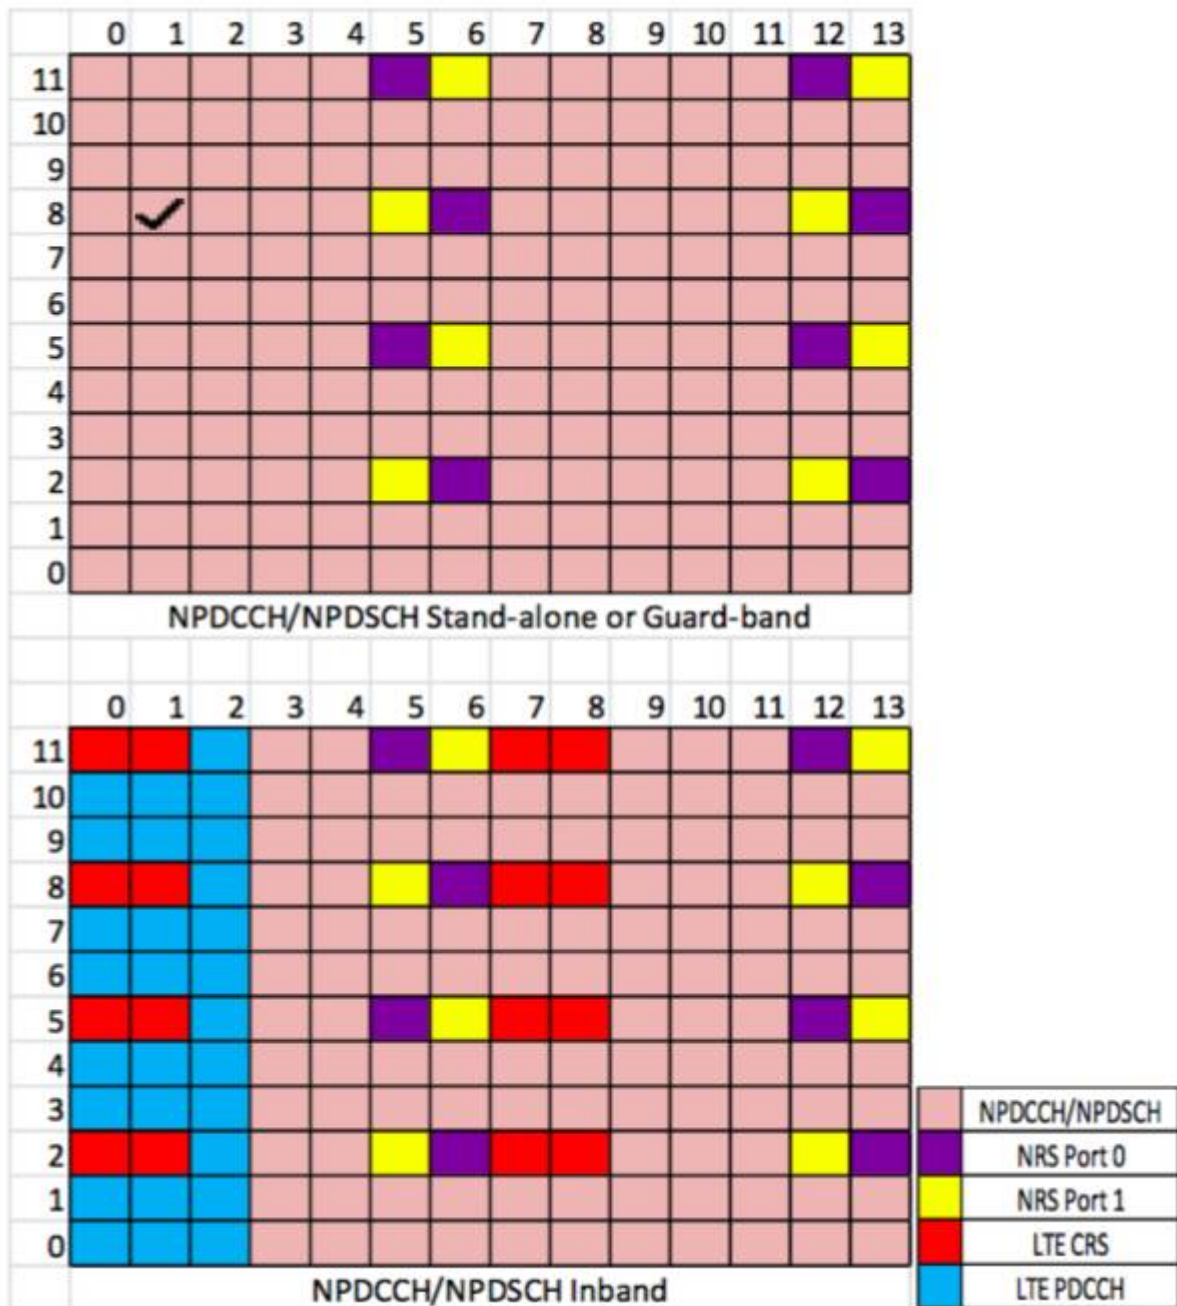 0 1 2 3 4 5 6 7 8 9 10 11 12 13
11
10
9
8
7
6
5
4
3
2
1
0
NPDCCH/NPDSCH Stand-alone or Guard-band
0 1 2 3 4 5 6 7 8 9 10 11 12 13
11
10
9
8
7
6
5
4
3
2
1
0
NPDCCH/NPDSCH Inband
NPDCCH/NPDSCH
NRS Port 0
NRS Port 1
LTE CRS
LTE PDCCH